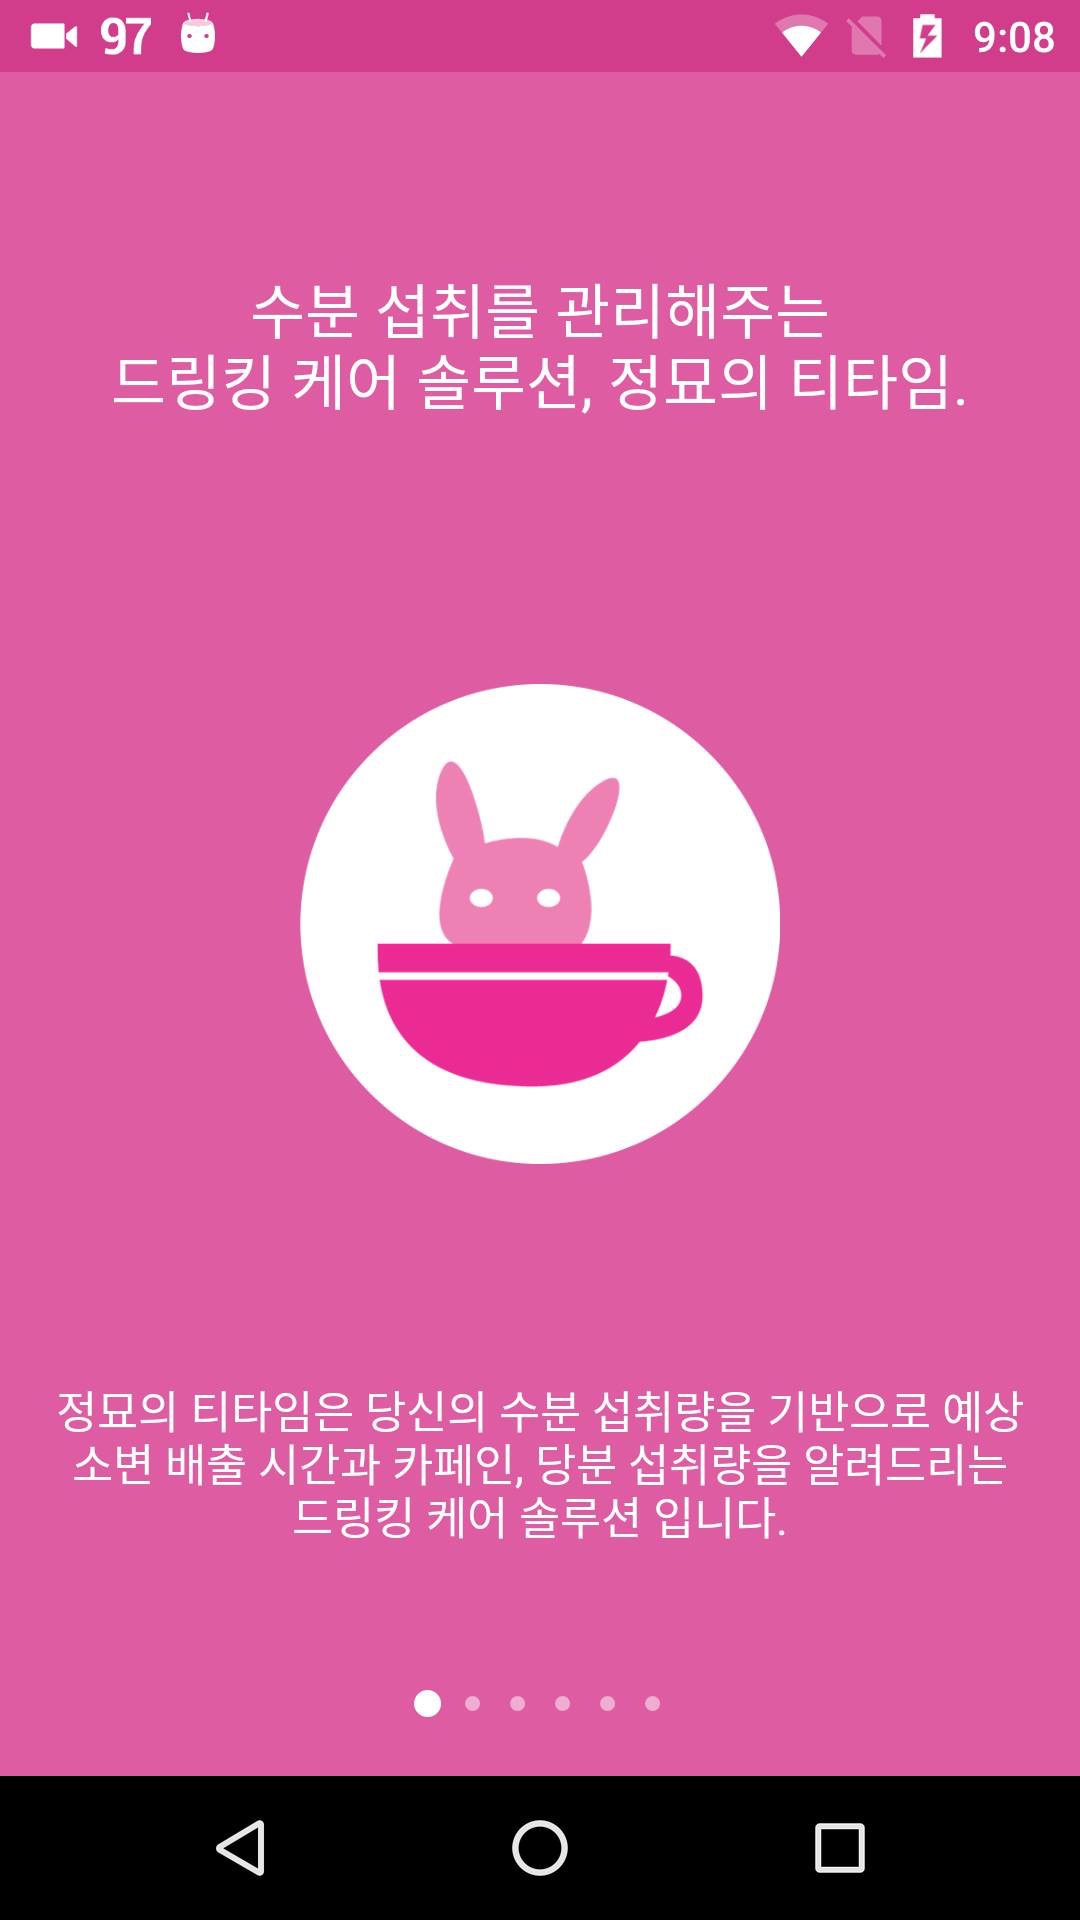 97
9:08
수분 섭취를 관리해주는
드링킹 케어 솔루션, 정묘의 티타임.
정묘의 티타임은 당신의 수분 섭취량을 기반으로 예상
소변 배출 시간과 카페인, 당분 섭취량을 알려드리는
드링킹 케어 솔루션 입니다.